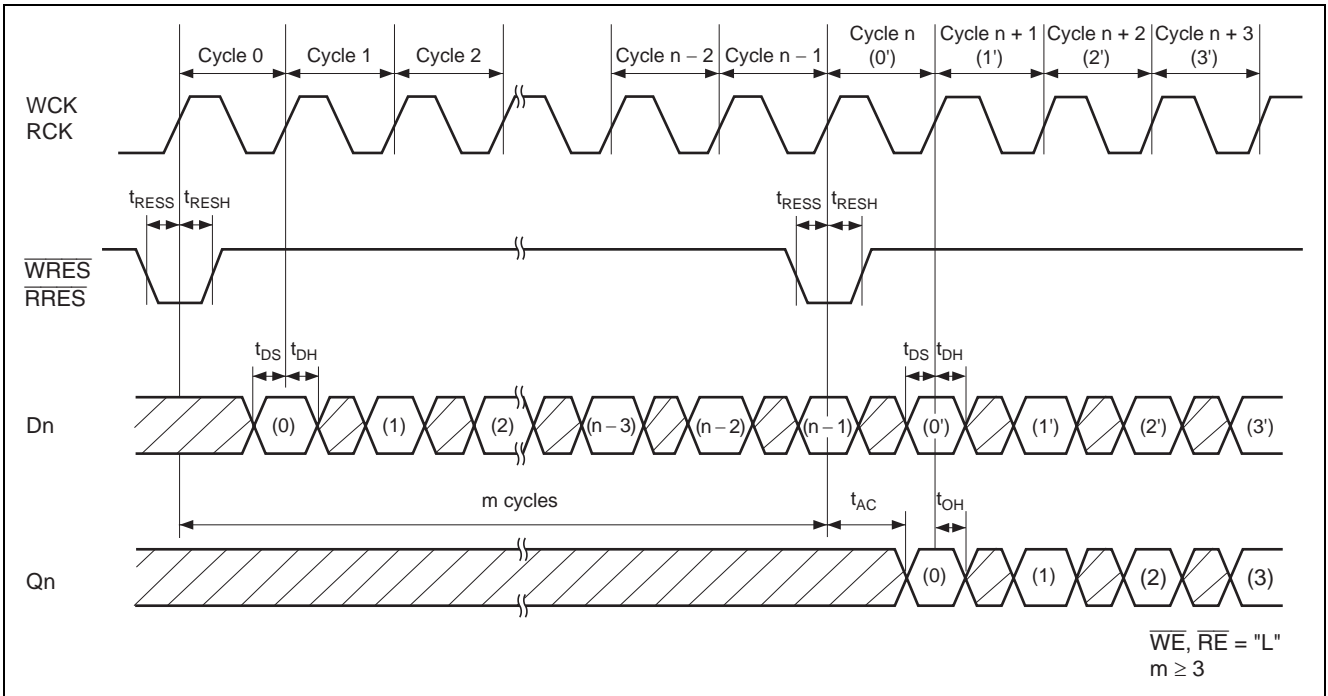 Cycle 0 Cycle 1 Cycle 2 Cycle n – 2 Cycle n – 1 Cycle n (0') Cycle n + 1 (1') Cycle n + 2 (2') Cycle n + 3 (3')
WCK
RCK
tRESS tRESH tRESS tRESH
WRES
RRES
tDS tDH tDS tDH
Dn (0) (1) (2) (n – 3) (n – 2) (n – 1) (0') (1') (2') (3')
m cycles tAC tOH
Qn (0) (1) (2) (3)
WE, RE = "L"
m ≥ 3